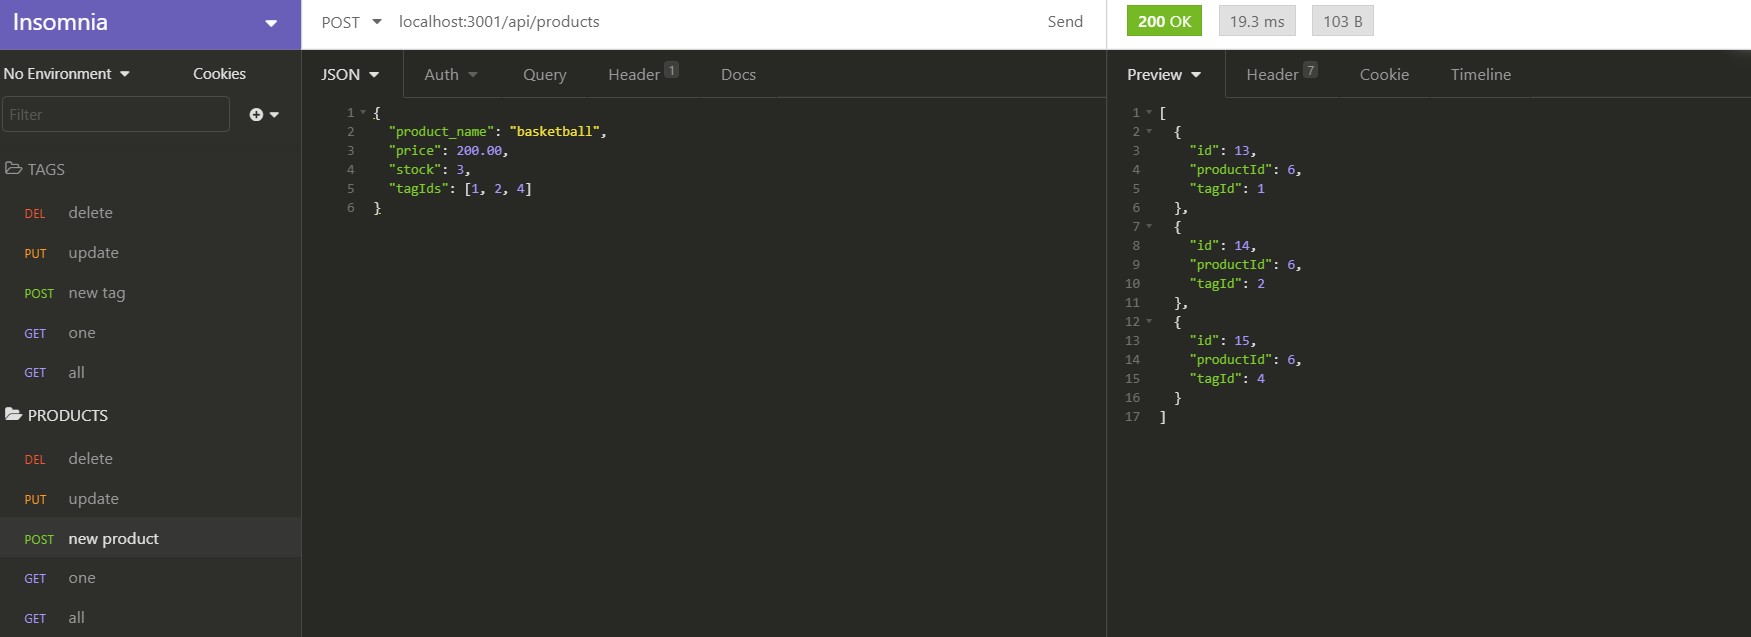 Insomnia
No Environment
Cookies
Filter
TAGS
DEL delete
PUT update
POST new tag
GET one
GET all
PRODUCTS
DEL delete
PUT update
POST new product
GET one
GET all
POST localhost:3001/api/products Send
JSON Auth Query Header 1 Docs
1 {
2 "product_name": "basketball",
3 "price": 200.00,
4 "stock": 3,
5 "tagIds": [1, 2, 4]
6 }
200 OK 19.3 ms 103 B
Preview Header 7 Cookie Timeline
1 [
2 {
3 "id": 13,
4 "productId": 6,
5 "tagId": 1
6 },
7 {
8 "id": 14,
9 "productId": 6,
10 "tagId": 2
11 },
12 {
13 "id": 15,
14 "productId": 6,
15 "tagId": 4
16 }
17 ]